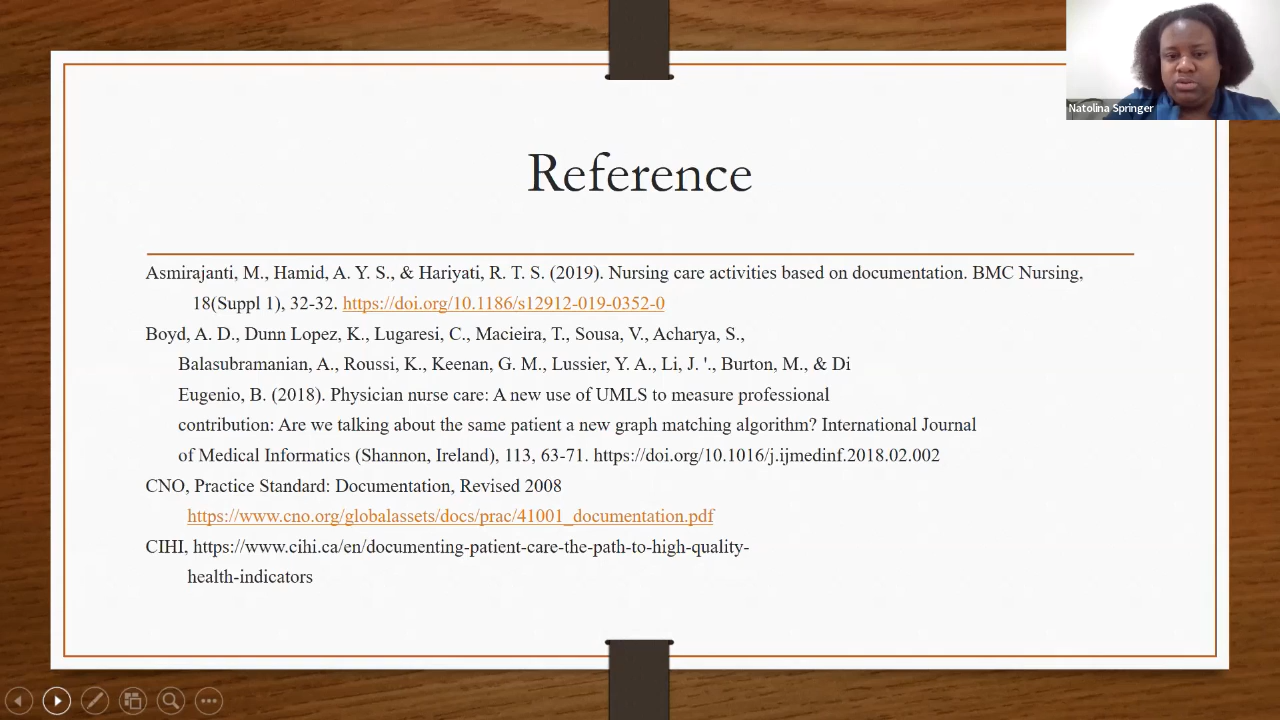 Natolina Springer
Reference
Asmirajanti, M., Hamid, A. Y. S., & Hariyati, R. T. S. (2019). Nursing care activities based on documentation. BMC Nursing,
18(Suppl 1), 32-32. https://doi.org/10.1186/s12912-019-0352-0
Boyd, A. D., Dunn Lopez, K., Lugaresi, C., Macieira, T., Sousa, V., Acharya, S.,
Balasubramanian, A., Roussi, K., Keenan, G. M., Lussier, Y. A., Li, J. '., Burton, M., & Di
Eugenio, B. (2018). Physician nurse care: A new use of UMLS to measure professional
contribution: Are we talking about the same patient a new graph matching algorithm? International Journal
of Medical Informatics (Shannon, Ireland), 113, 63-71. https://doi.org/10.1016/j.ijmedinf.2018.02.002
CNO, Practice Standard: Documentation, Revised 2008
https://www.cno.org/globalassets/docs/prac/41001_documentation.pdf
CIHI, https://www.cihi.ca/en/documenting-patient-care-the-path-to-high-quality-
health-indicators